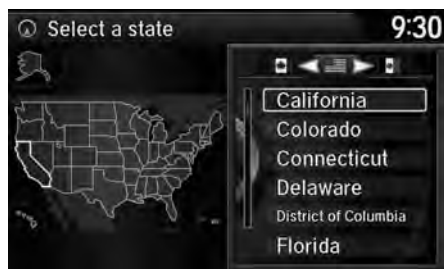 Select a state
9:30
California
Colorado
Connecticut
Delaware
District of Columbia
Florida